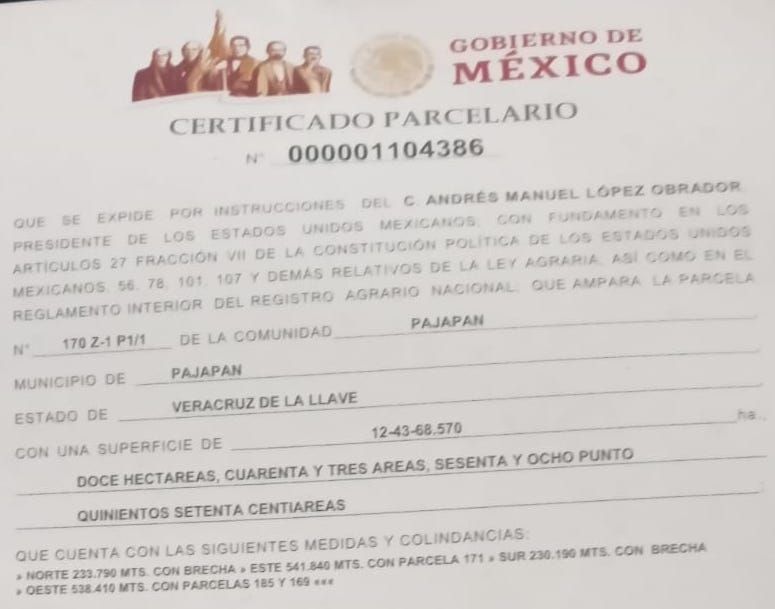 GOBIERNO DE
MÉXICO
CERTIFICADO PARCELARIO
N° 000001104386
QUE SE EXPIDE POR INSTRUCCIONES DEL C. ANDRÉS MANUEL LÓPEZ OBRADOR,
PRESIDENTE DE LOS ESTADOS UNIDOS MEXICANOS; CON FUNDAMENTO EN LOS
ARTÍCULOS 27 FRACCIÓN VII DE LA CONSTITUCIÓN POLÍTICA DE LOS ESTADOS UNIDOS
MEXICANOS, 56, 78, 101, 107 Y DEMÁS RELATIVOS DE LA LEY AGRARIA, ASÍ COMO EN EL
REGLAMENTO INTERIOR DEL REGISTRO AGRARIO NACIONAL; QUE AMPARA LA PARCELA
N° 170 Z-1 P1/1 DE LA COMUNIDAD PAJAPAN
MUNICIPIO DE PAJAPAN
ESTADO DE VERACRUZ DE LA LLAVE
CON UNA SUPERFICIE DE 12-43-68.570 ha.,
DOCE HECTAREAS, CUARENTA Y TRES AREAS, SESENTA Y OCHO PUNTO
QUINIENTOS SETENTA CENTIAREAS
QUE CUENTA CON LAS SIGUIENTES MEDIDAS Y COLINDANCIAS:
» NORTE 233.790 MTS. CON BRECHA » ESTE 541.840 MTS. CON PARCELA 171 » SUR 230.190 MTS. CON BRECHA
» OESTE 538.410 MTS. CON PARCELAS 185 Y 169 «««